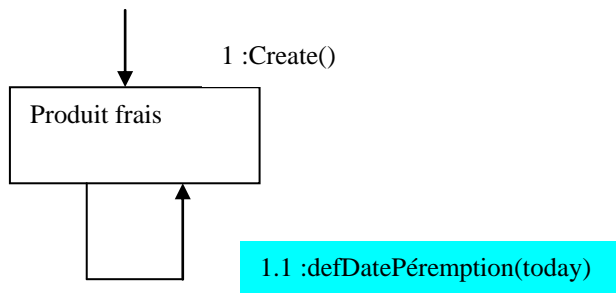 1 :Create()
Produit frais
1.1 :defDatePéremption(today)